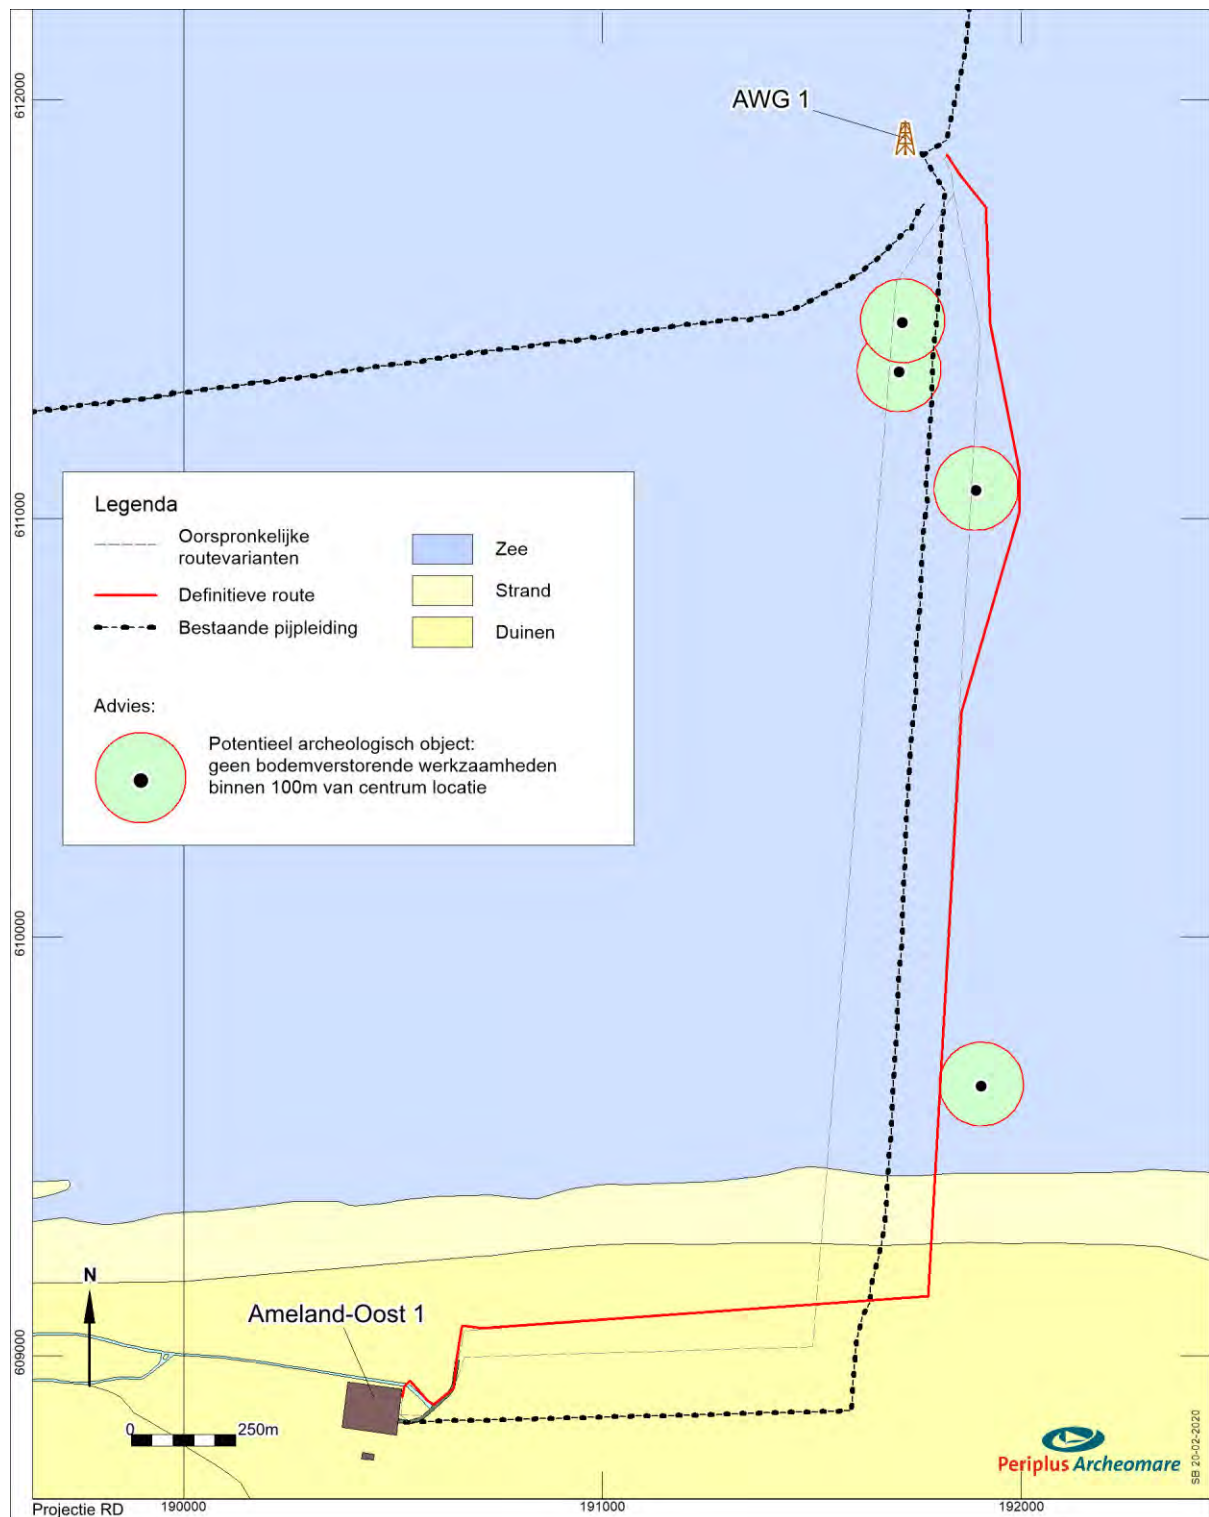 612000
AWG 1
611000
Legenda
Oorspronkelijke
routevarianten
Definitieve route
Bestaande pijpleiding
Zee
Strand
Duinen
Advies:
Potentieel archeologisch object:
geen bodemverstorende werkzaamheden
binnen 100m van centrum locatie
610000
N
Ameland-Oost 1
609000
0 250m
Periplus Archeomare
SB 20-02-2020
Projectie RD
190000
191000
192000